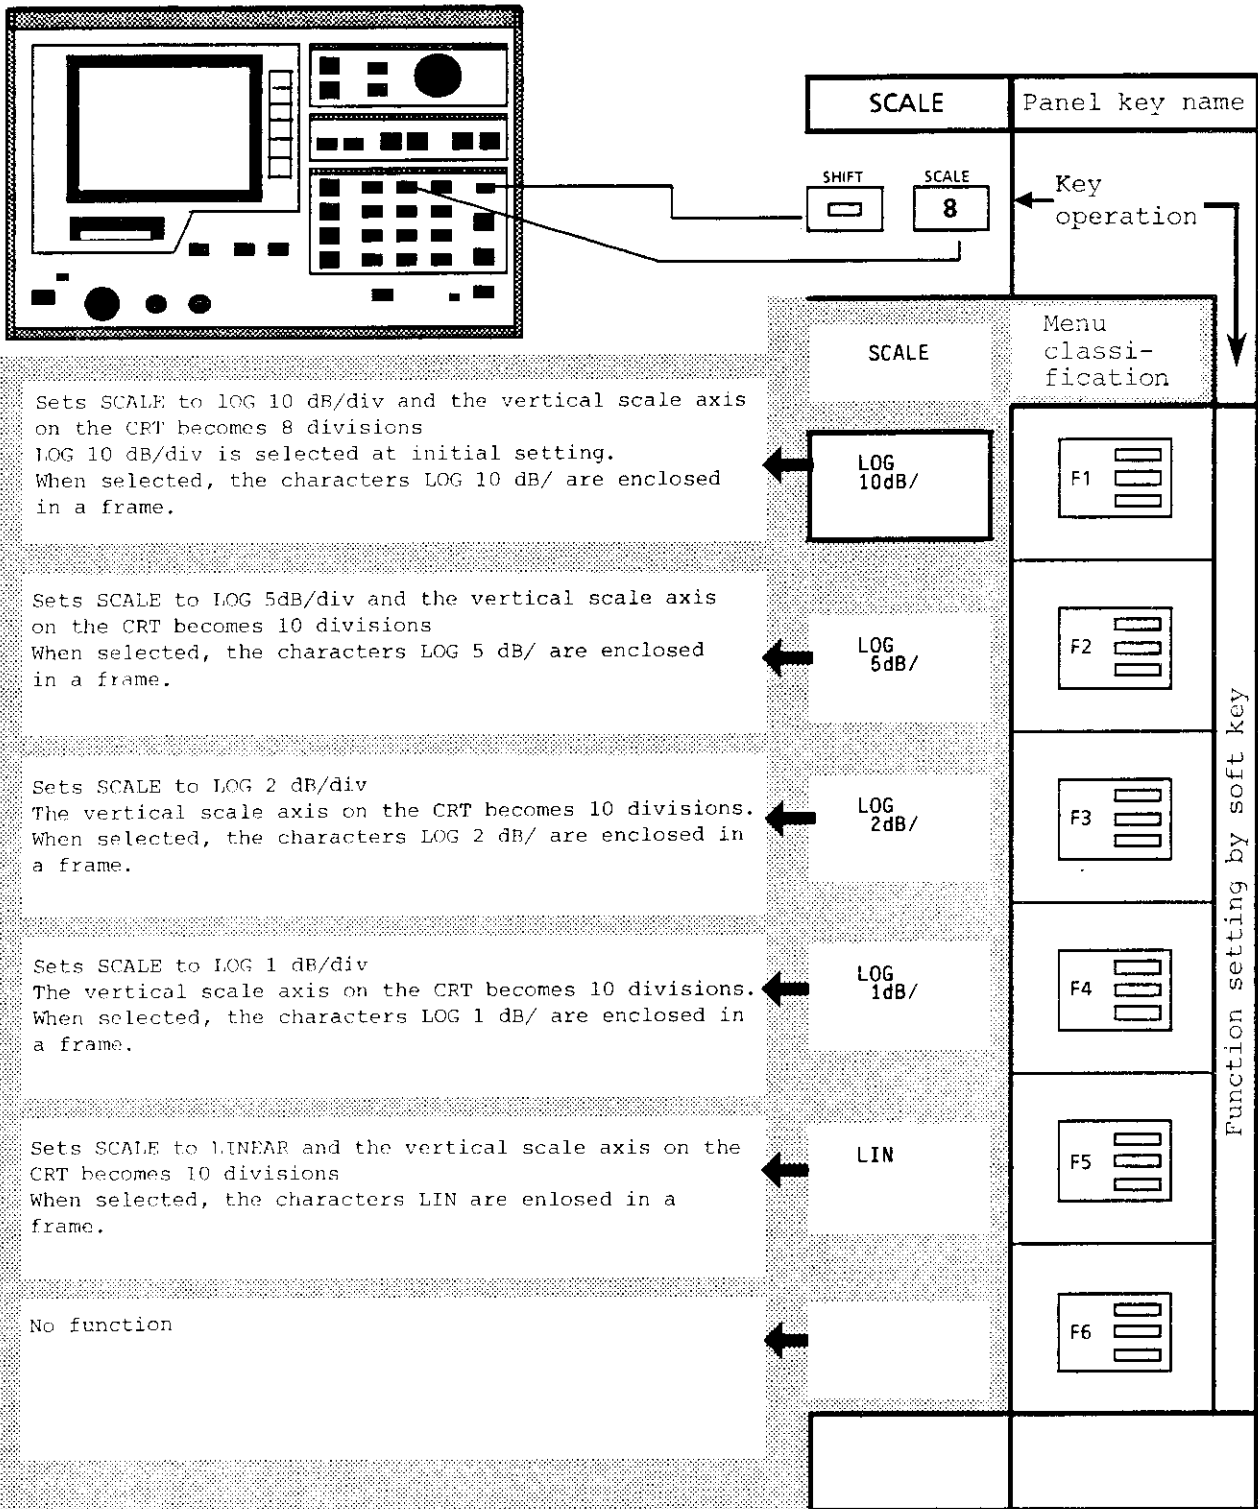 SCALE
Panel key name
SHIFT
SCALE
8
Key
operation
SCALE
Menu
classi-
fication
Sets SCALE to lOG 10 dB/div and the vertical scale axis
on the CRT becomes 8 divisions
LOG 10 dB/div is selected at initial setting.
When selected, the characters LOG 10 dB/ are enclosed
in a frame.
LOG
10dB/
F1
Sets SCALE to LOG 5dB/div and the vertical scale axis
on the CRT becomes 10 divisions
When selected, the characters LOG 5 dB/ are enclosed
in a frame.
LOG
5dB/
F2
Sets SCALE to LOG 2 dB/div
The vertical scale axis on the CRT becomes 10 divisions.
When selected, the characters LOG 2 dB/ are enclosed in
a frame.
LOG
2dB/
F3
Sets SCALE to LOG 1 dB/div
The vertical scale axis on the CRT becomes 10 divisions.
When selected, the characters LOG 1 dB/ are enclosed in
a frame.
LOG
1dB/
F4
Sets SCALE to LINEAR and the vertical scale axis on the
CRT becomes 10 divisions
When selected, the characters LIN are enlosed in a
frame.
LIN
F5
No function
F6
Function setting by soft key